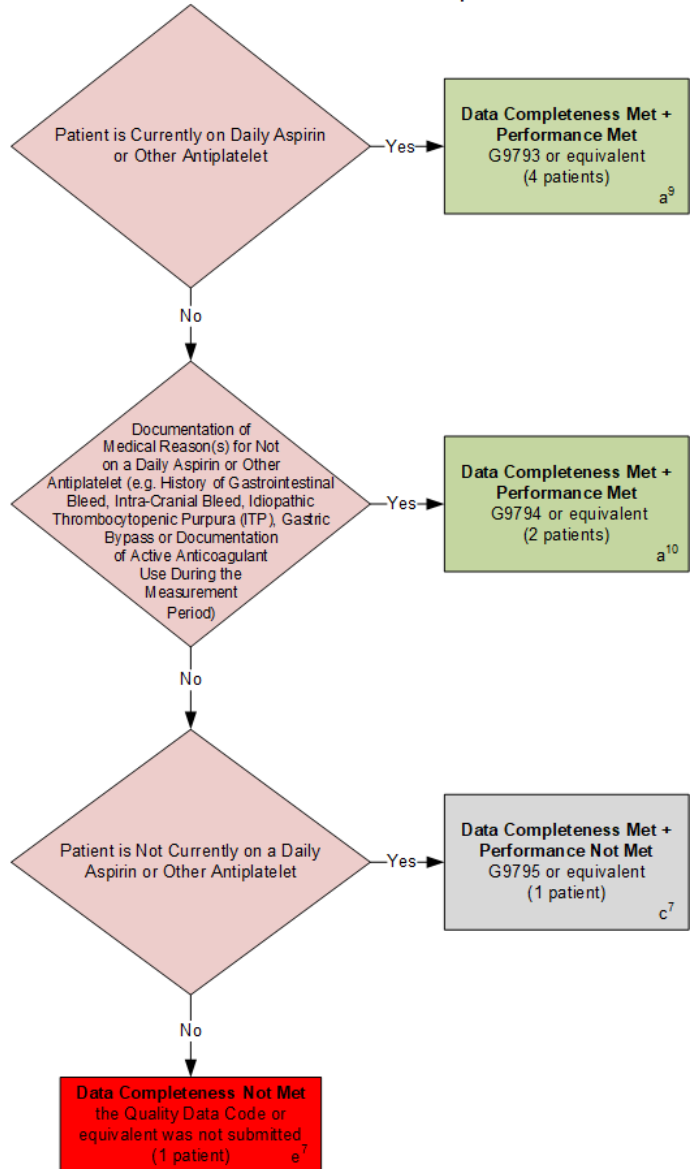 Patient is Currently on Daily Aspirin
or Other Antiplatelet
Yes
Data Completeness Met +
Performance Met
G9793 or equivalent
(4 patients)
a⁹
No
Documentation of
Medical Reason(s) for Not
on a Daily Aspirin or Other
Antiplatelet (e.g. History of Gastrointestinal
Bleed, Intra-Cranial Bleed, Idiopathic
Thrombocytopenic Purpura (ITP), Gastric
Bypass or Documentation
of Active Anticoagulant
Use During the
Measurement
Period)
Yes
Data Completeness Met +
Performance Met
G9794 or equivalent
(2 patients)
a¹⁰
No
Patient is Not Currently on a Daily
Aspirin or Other Antiplatelet
Yes
Data Completeness Met +
Performance Not Met
G9795 or equivalent
(1 patient)
c⁷
No
Data Completeness Not Met
the Quality Data Code or
equivalent was not submitted
(1 patient)
e⁷